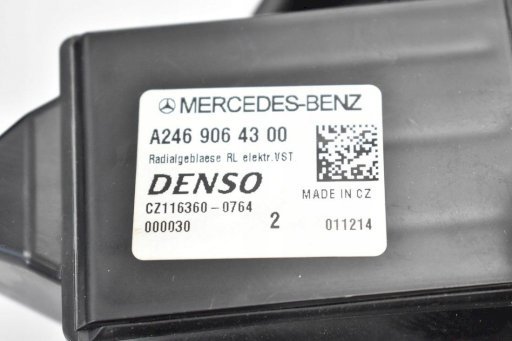 MERCEDES-BENZ
A246 906 43 00
Radialgeblaese RL elektr.VST
DENSO
MADE IN CZ
CZ116360-0764
000030
2
011214